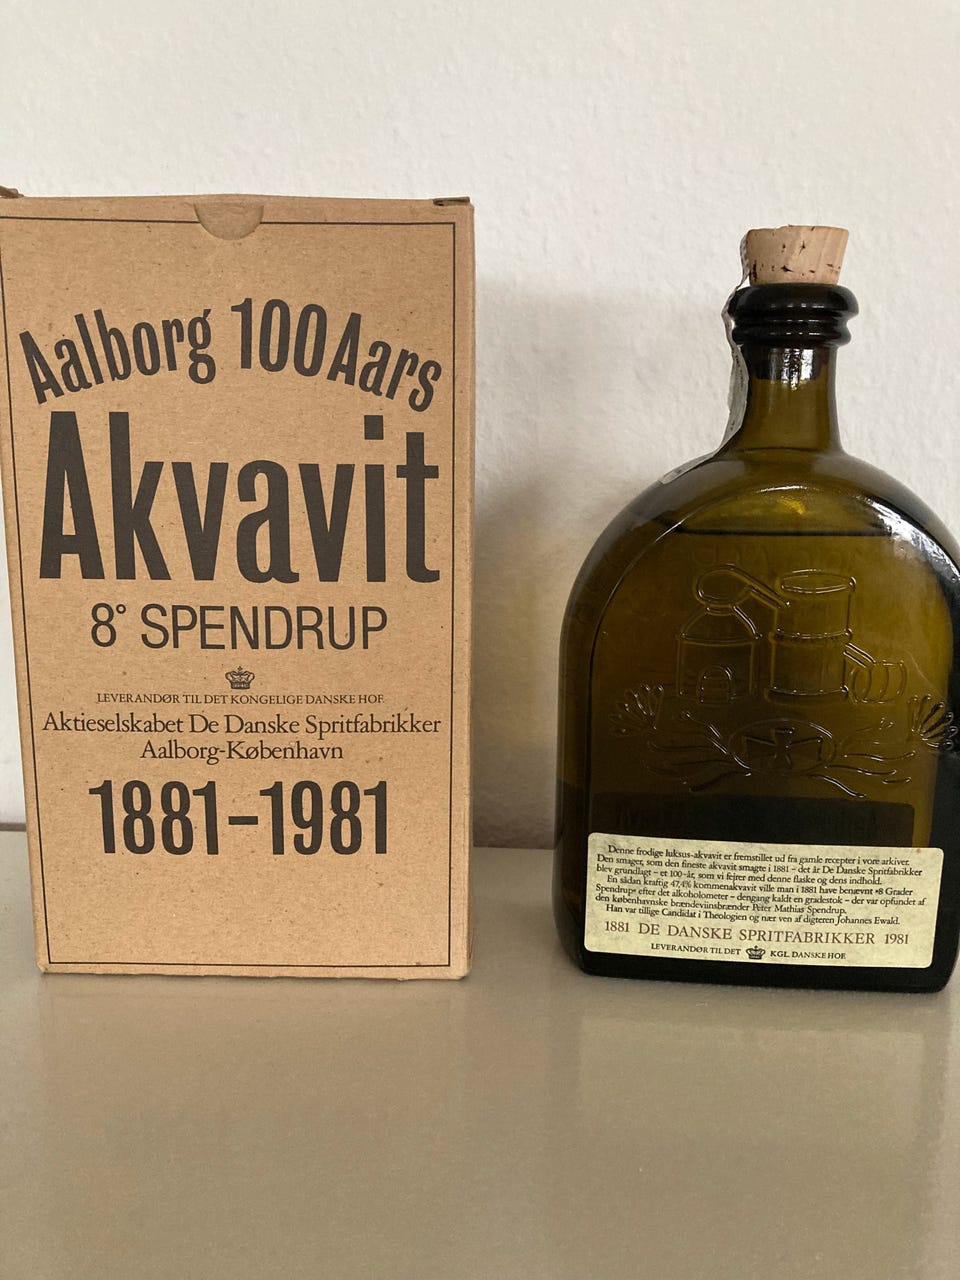 Aalborg 100 Aars
Akvavit
8° SPENDRUP
LEVERANDØR TIL DET KONGELIGE DANSKE HOF.
Aktieselskabet De Danske Spritfabrikker
Aalborg-København
1881-1981
Denne frodige luksus-akvavit er fremstillet ud fra gamle recepter i vore arkiver.
Den smager, som den fineste akvavit smagte i 1881 – det år De Danske Spritfabrikker
blev grundlagt – et 100-år, som vi fejrer med denne flaske og dens indhold.
En sådan kraftig 47,4% kommenakvavit ville man i 1881 have benævnt »8 Grader
Spendrup« efter det alkoholometer – dengang kaldt en gradestok – der var opfundet af
den københavnske brændeviinsbrænder Peter Mathias Spendrup.
Han var tillige Candidat i Theologien og nær ven af digteren Johannes Ewald.
1881 DE DANSKE SPRITFABRIKKER 1981
LEVERANDØR TIL DET KGL. DANSKE HOF.